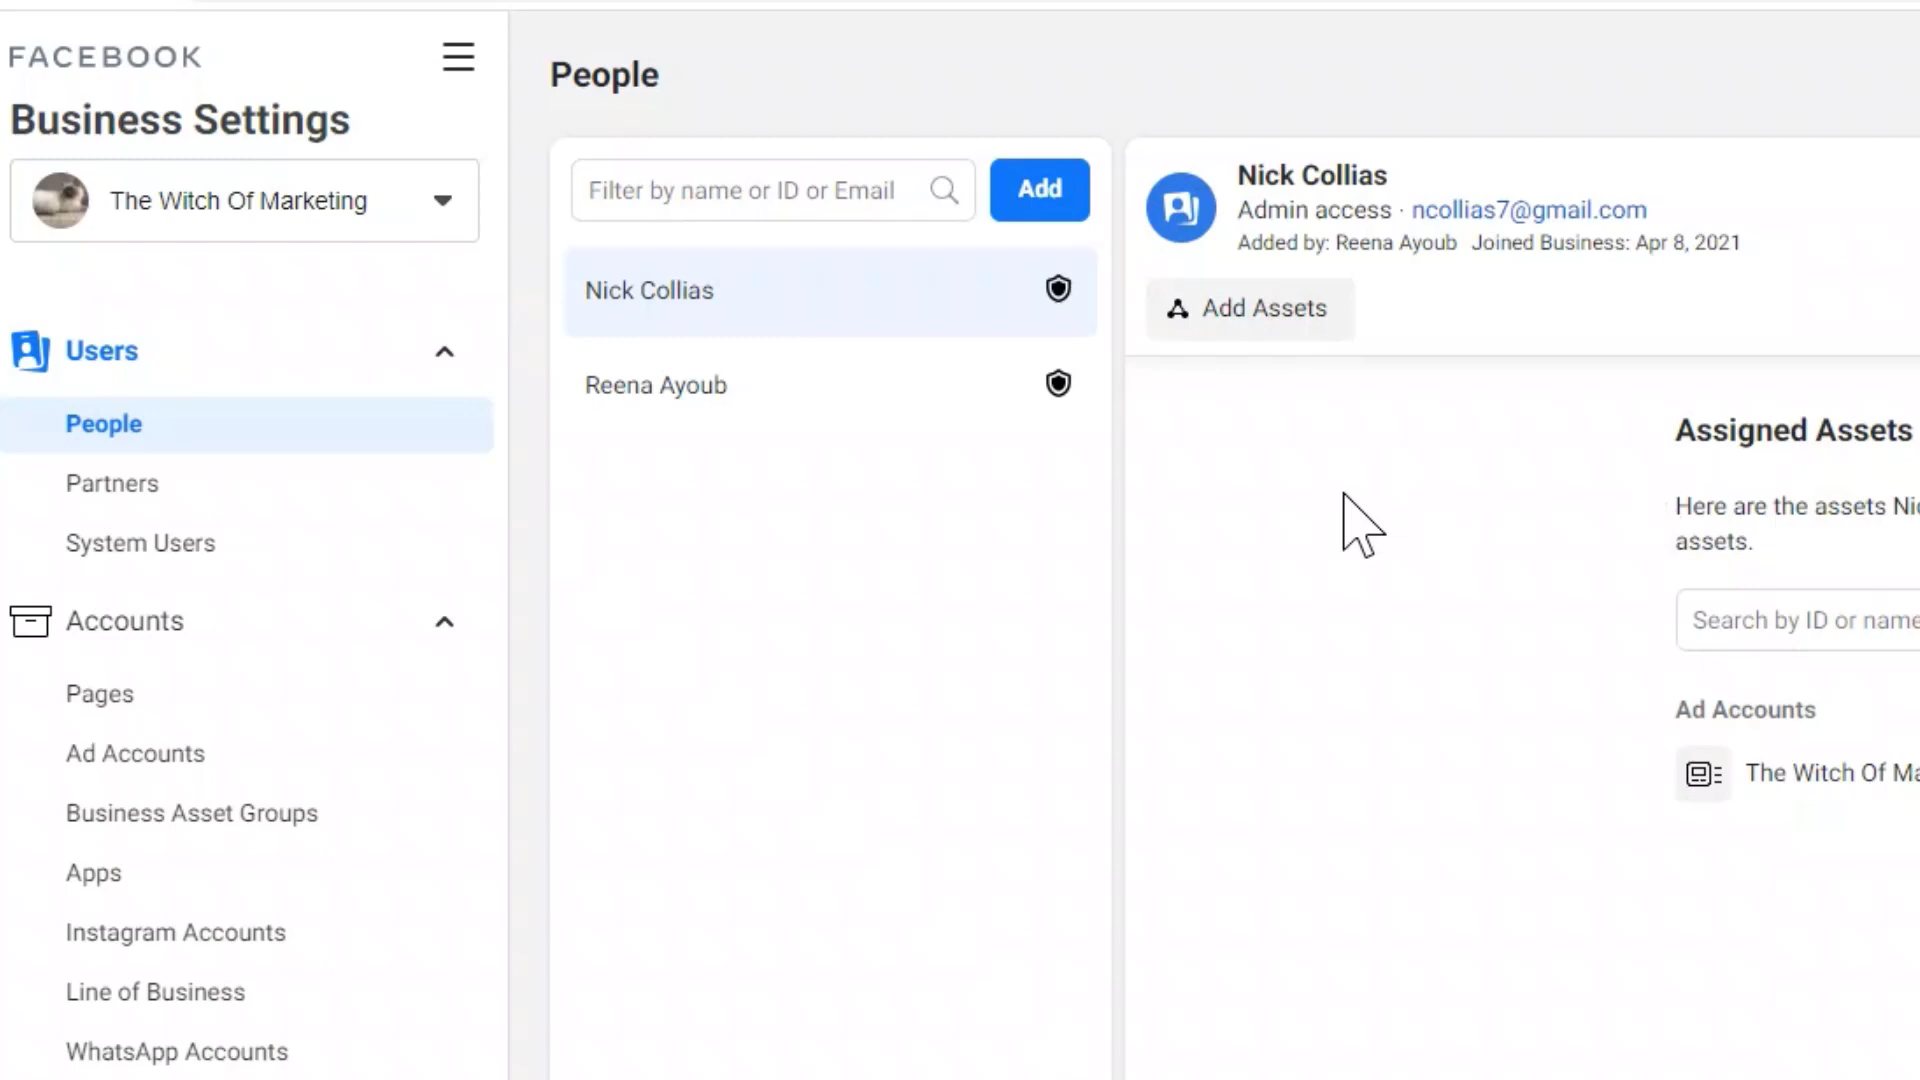 FACEBOOK
Business Settings
The Witch Of Marketing
Users
People
Partners
System Users
Accounts
Pages
Ad Accounts
Business Asset Groups
Apps
Instagram Accounts
Line of Business
WhatsApp Accounts
People
Filter by name or ID or Email
Add
Nick Collias
Reena Ayoub
Nick Collias
Admin access · ncollias7@gmail.com
Added by: Reena Ayoub Joined Business: Apr 8, 2021
Add Assets
Assigned Assets
Here are the assets
assets.
Search by ID or name
Ad Accounts
The Witch Of